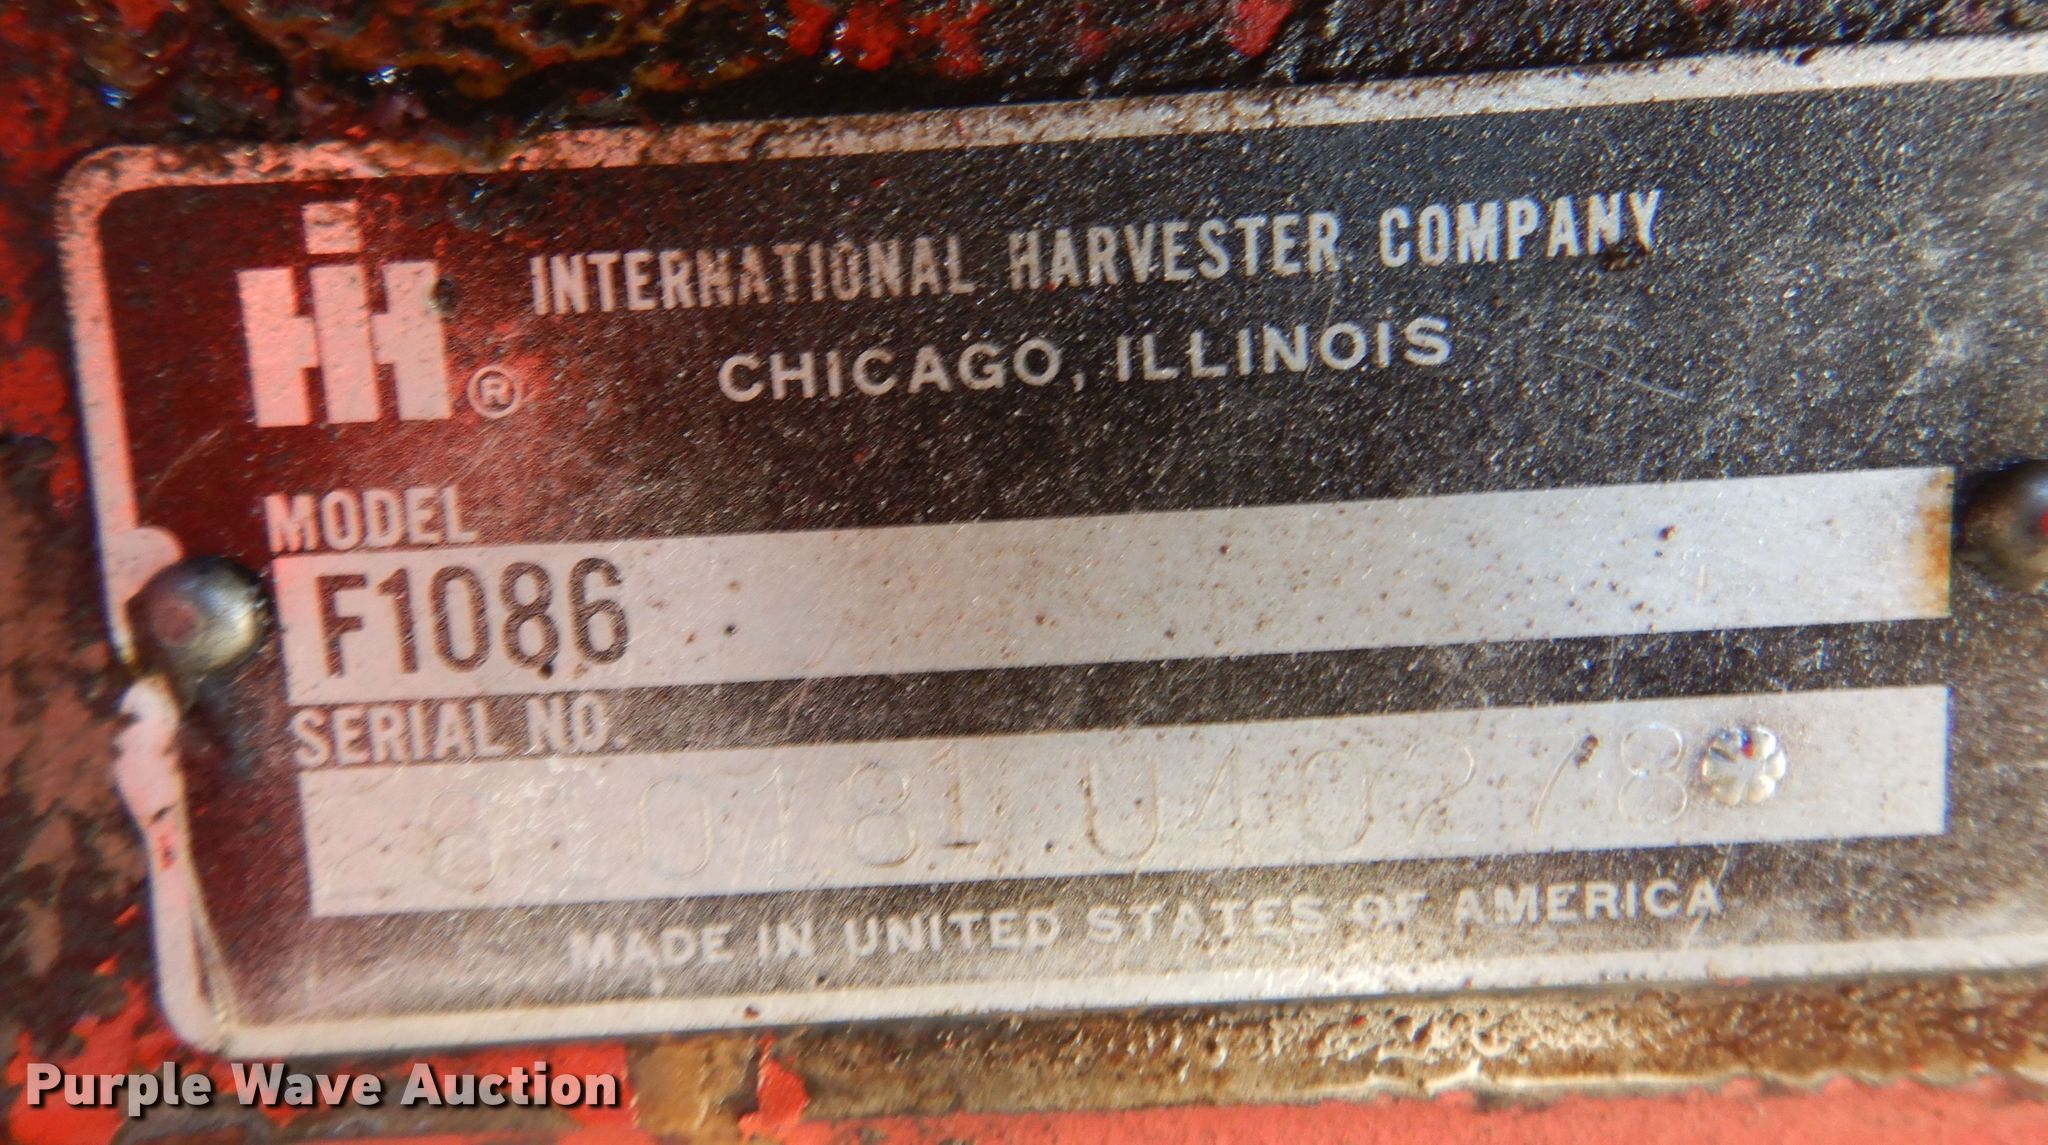 IH ®
INTERNATIONAL HARVESTER COMPANY
CHICAGO, ILLINOIS
MODEL
F1086
SERIAL NO.
2610181U40278
MADE IN UNITED STATES OF AMERICA
Purple Wave Auction